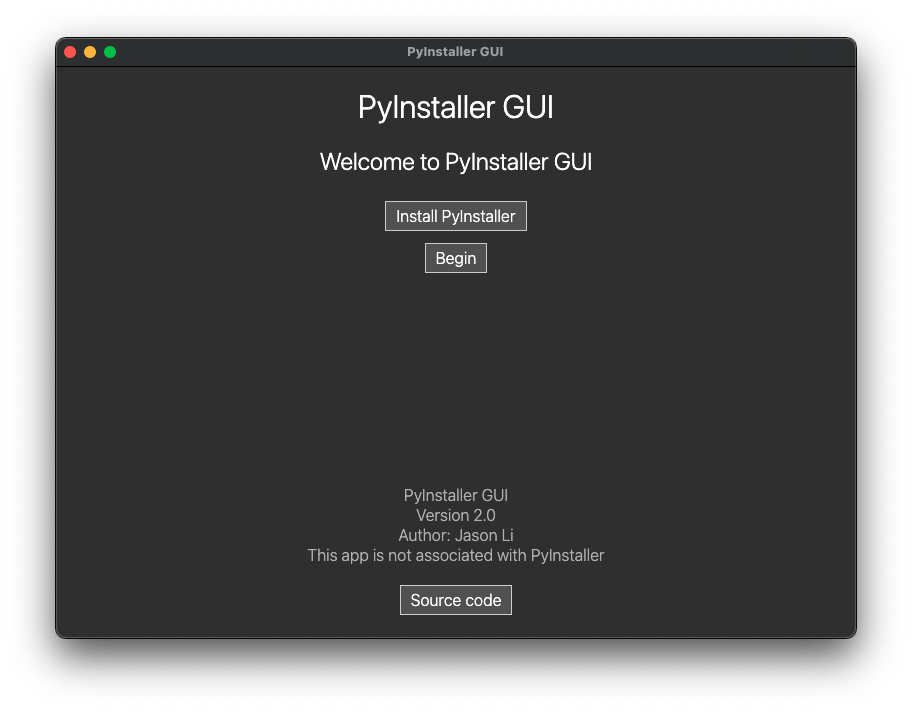 PyInstaller GUI
PyInstaller GUI
Welcome to PyInstaller GUI
Install PyInstaller
Begin
PyInstaller GUI
Version 2.0
Author: Jason Li
This app is not associated with PyInstaller
Source code